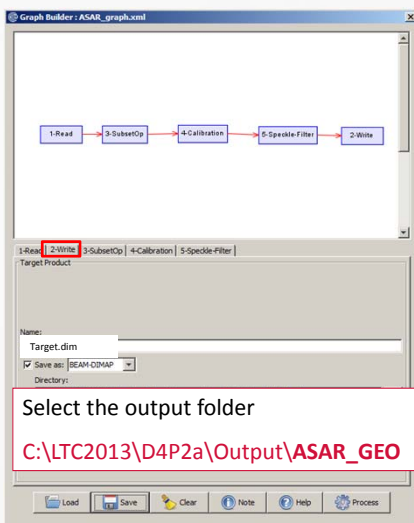 Graph Builder : ASAR_graph.xml
1-Read 3-SubsetOp 4-Calibration 5-Speckle-Filter 2-Write
1-Read 2-Write 3-SubsetOp 4-Calibration 5-Speckle-Filter
Target Product
Name:
Target.dim
Save as: BEAM-DIMAP
Directory:
Select the output folder
C:\LTC2013\D4P2a\Output\ASAR_GEO
Load Save Clear Note Help Process